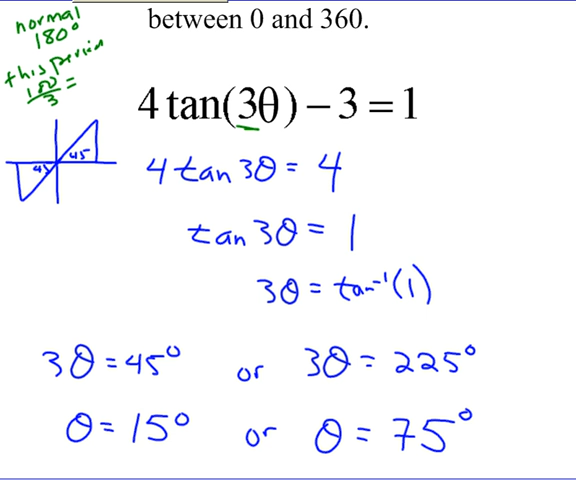 between 0 and 360.
normal
180°
this period
180/3 =
4 tan(3θ) − 3 = 1
45
45
4 tan 3θ = 4
tan 3θ = 1
3θ = tan⁻¹(1)
3θ = 45° or 3θ = 225°
θ = 15° or θ = 75°